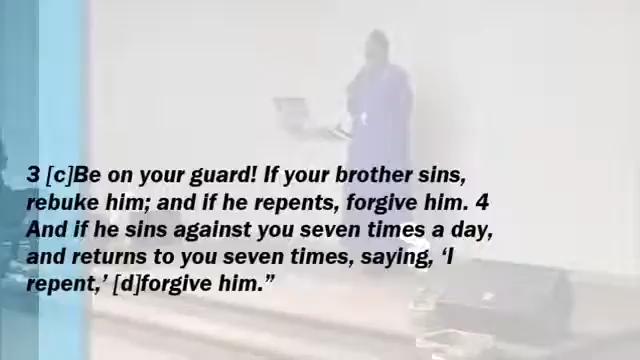 3 [c]Be on your guard! If your brother sins,
rebuke him; and if he repents, forgive him. 4
And if he sins against you seven times a day,
and returns to you seven times, saying, ‘I
repent,’ [d]forgive him.”